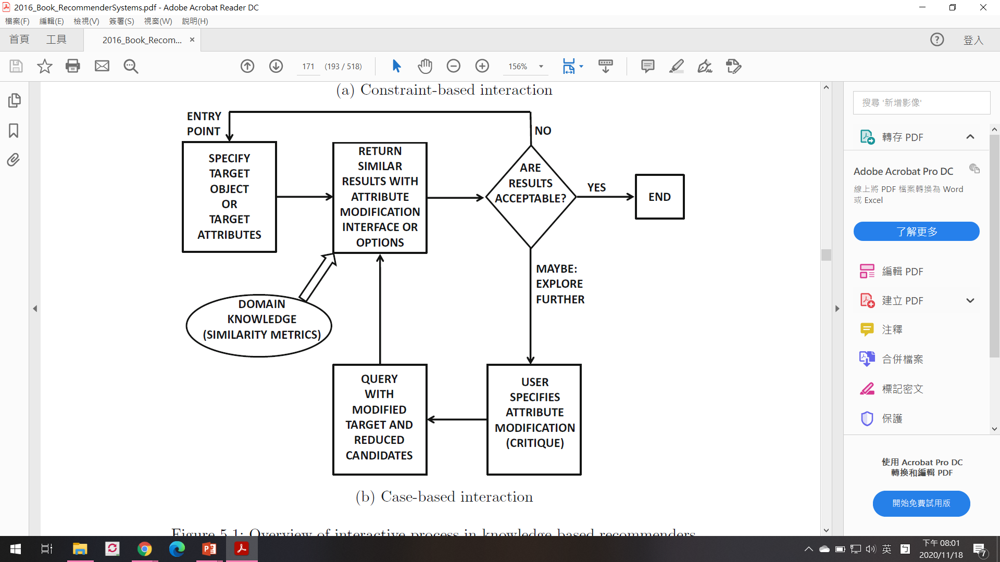 2016_Book_RecommenderSystems.pdf - Adobe Acrobat Reader DC
檔案(F) 編輯(E) 檢視(V) 簽署(S) 視窗(W) 說明(H)
首頁 工具 2016_Book_Recom... × ? 登入
171 (193 / 518) 156%
(a) Constraint-based interaction
ENTRY
POINT
NO
SPECIFY
TARGET
OBJECT
OR
TARGET
ATTRIBUTES
RETURN
SIMILAR
RESULTS WITH
ATTRIBUTE
MODIFICATION
INTERFACE OR
OPTIONS
ARE
RESULTS
ACCEPTABLE?
YES
END
MAYBE:
EXPLORE
FURTHER
DOMAIN
KNOWLEDGE
(SIMILARITY METRICS)
QUERY
WITH
MODIFIED
TARGET AND
REDUCED
CANDIDATES
USER
SPECIFIES
ATTRIBUTE
MODIFICATION
(CRITIQUE)
(b) Case-based interaction
Figure 5.1: Overview of interactive process in knowledge-based recommenders
搜尋 '新增影像'
轉存 PDF
Adobe Acrobat Pro DC
線上將 PDF 檔案轉換為 Word
或 Excel
了解更多
編輯 PDF
建立 PDF
注釋
合併檔案
標記密文
保護
使用 Acrobat Pro DC
轉換和編輯 PDF
開始免費試用版
英 下午 08:01
2020/11/18
7